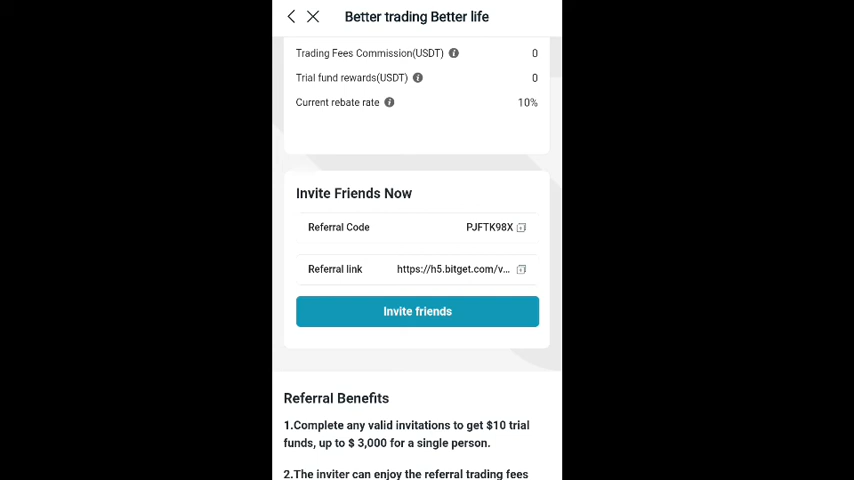 Better trading Better life
Trading Fees Commission(USDT) 0
Trial fund rewards(USDT) 0
Current rebate rate 10%
Invite Friends Now
Referral Code PJFTK98X
Referral link https://h5.bitget.com/v...
Invite friends
Referral Benefits
1.Complete any valid invitations to get $10 trial
funds, up to $ 3,000 for a single person.
2.The inviter can enjoy the referral trading fees